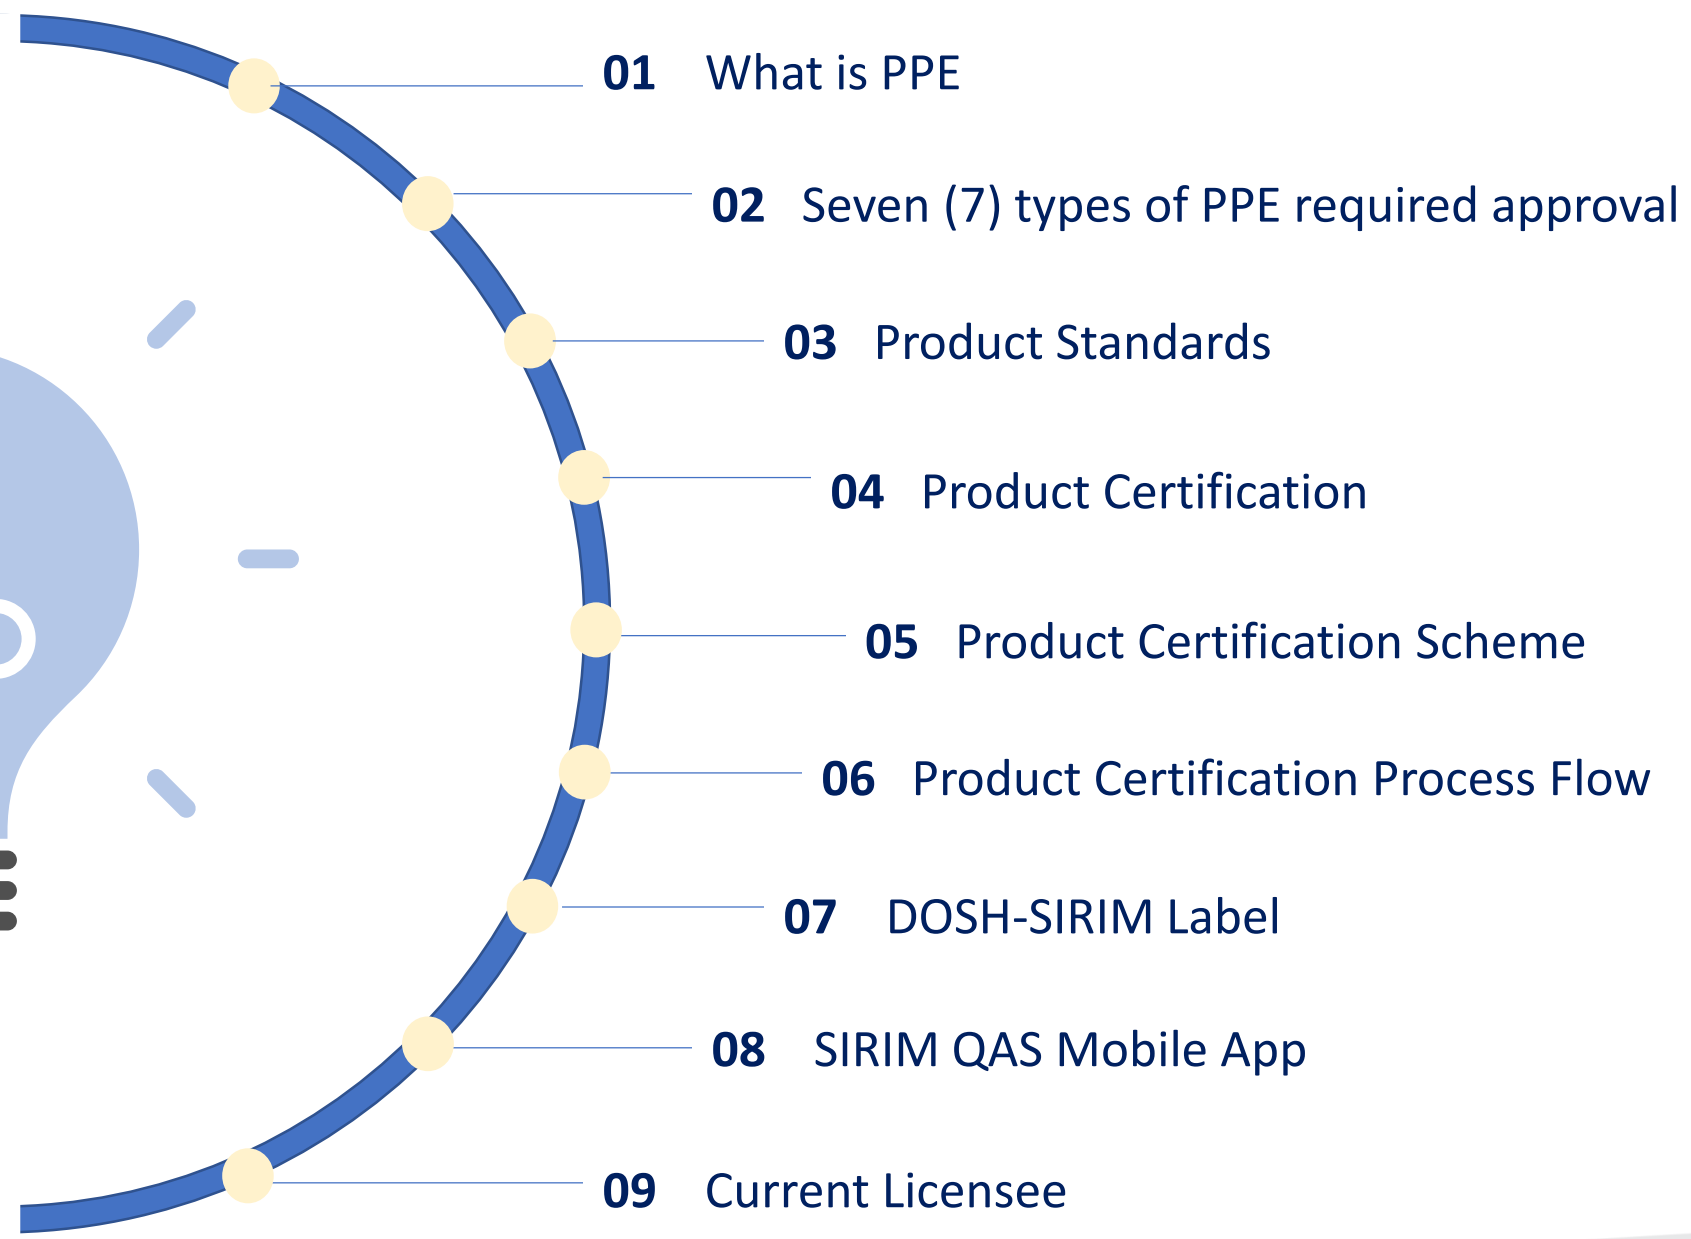 01 What is PPE
02 Seven (7) types of PPE required approval
03 Product Standards
04 Product Certification
05 Product Certification Scheme
06 Product Certification Process Flow
07 DOSH-SIRIM Label
08 SIRIM QAS Mobile App
09 Current Licensee